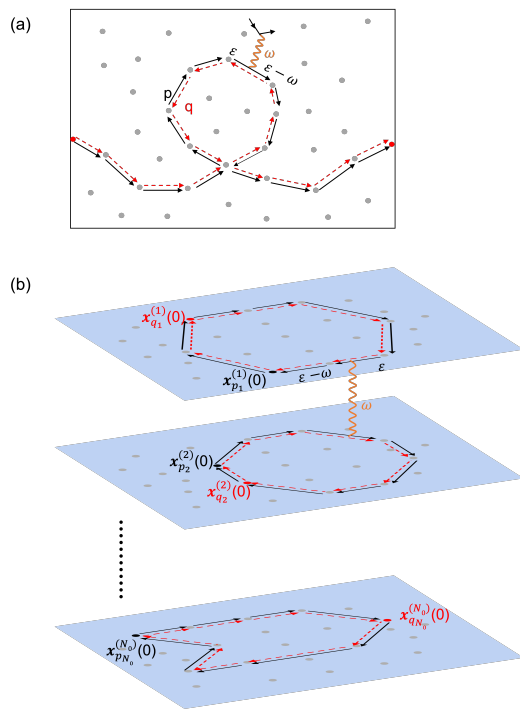 (a)
ε
ω
ε − ω
p
q
(b)
x_{q_1}^{(1)}(0)
x_{p_1}^{(1)}(0)
ε − ω
ε
ω
x_{p_2}^{(2)}(0)
x_{q_2}^{(2)}(0)
x_{q_{N_0}}^{(N_0)}(0)
x_{p_{N_0}}^{(N_0)}(0)